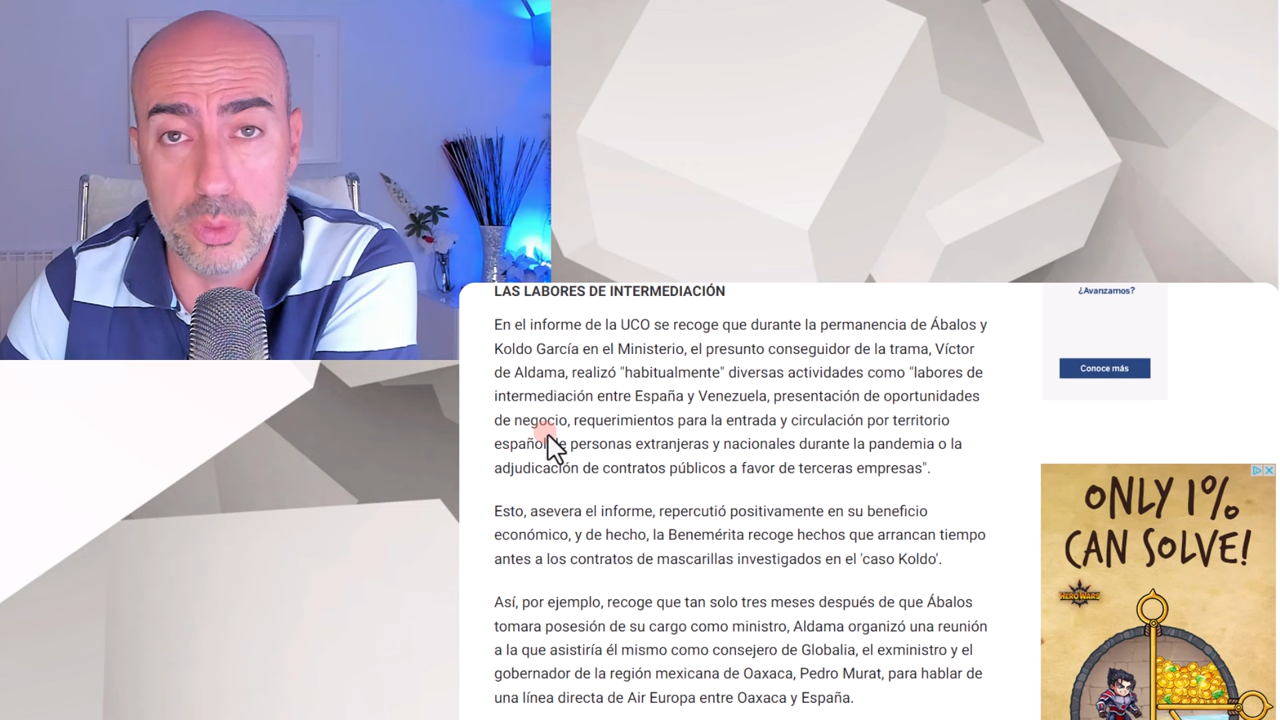 LAS LABORES DE INTERMEDIACIÓN
En el informe de la UCO se recoge que durante la permanencia de Ábalos y
Koldo García en el Ministerio, el presunto conseguidor de la trama, Víctor
de Aldama, realizó "habitualmente" diversas actividades como "labores de
intermediación entre España y Venezuela, presentación de oportunidades
de negocio, requerimientos para la entrada y circulación por territorio
español de personas extranjeras y nacionales durante la pandemia o la
adjudicación de contratos públicos a favor de terceras empresas".
Esto, asevera el informe, repercutió positivamente en su beneficio
económico, y de hecho, la Benemérita recoge hechos que arrancan tiempo
antes a los contratos de mascarillas investigados en el 'caso Koldo'.
Así, por ejemplo, recoge que tan solo tres meses después de que Ábalos
tomara posesión de su cargo como ministro, Aldama organizó una reunión
a la que asistiría él mismo como consejero de Globalia, el exministro y el
gobernador de la región mexicana de Oaxaca, Pedro Murat, para hablar de
una línea directa de Air Europa entre Oaxaca y España.
¿Avanzamos?
Conoce más
ONLY 1%
CAN SOLVE!
HERO WARS